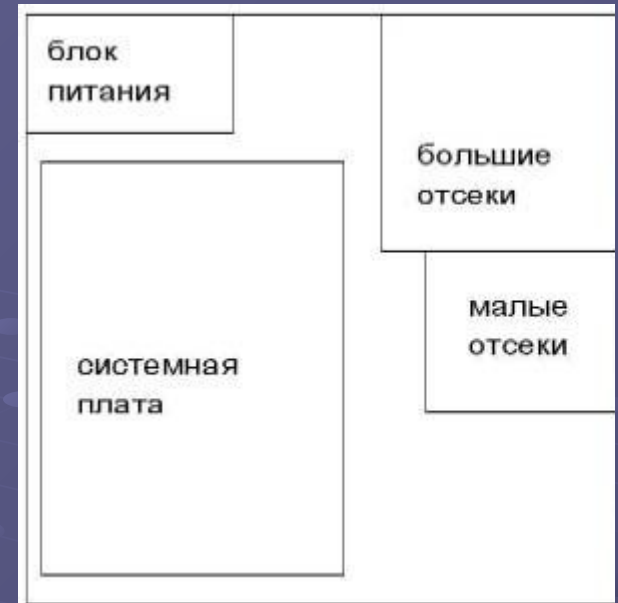 блок
питания
большие
отсеки
малые
отсеки
системная
плата